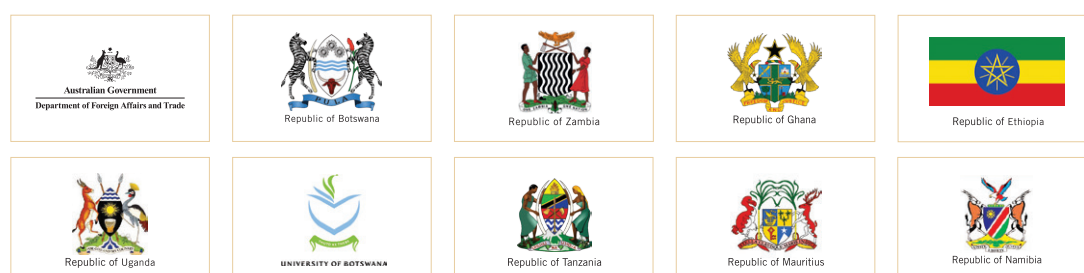 Australian Government
Department of Foreign Affairs and Trade
PULA
Republic of Botswana
Republic of Zambia
Republic of Ghana
Republic of Ethiopia
Republic of Uganda
UNIVERSITY OF BOTSWANA
Republic of Tanzania
Republic of Mauritius
Republic of Namibia